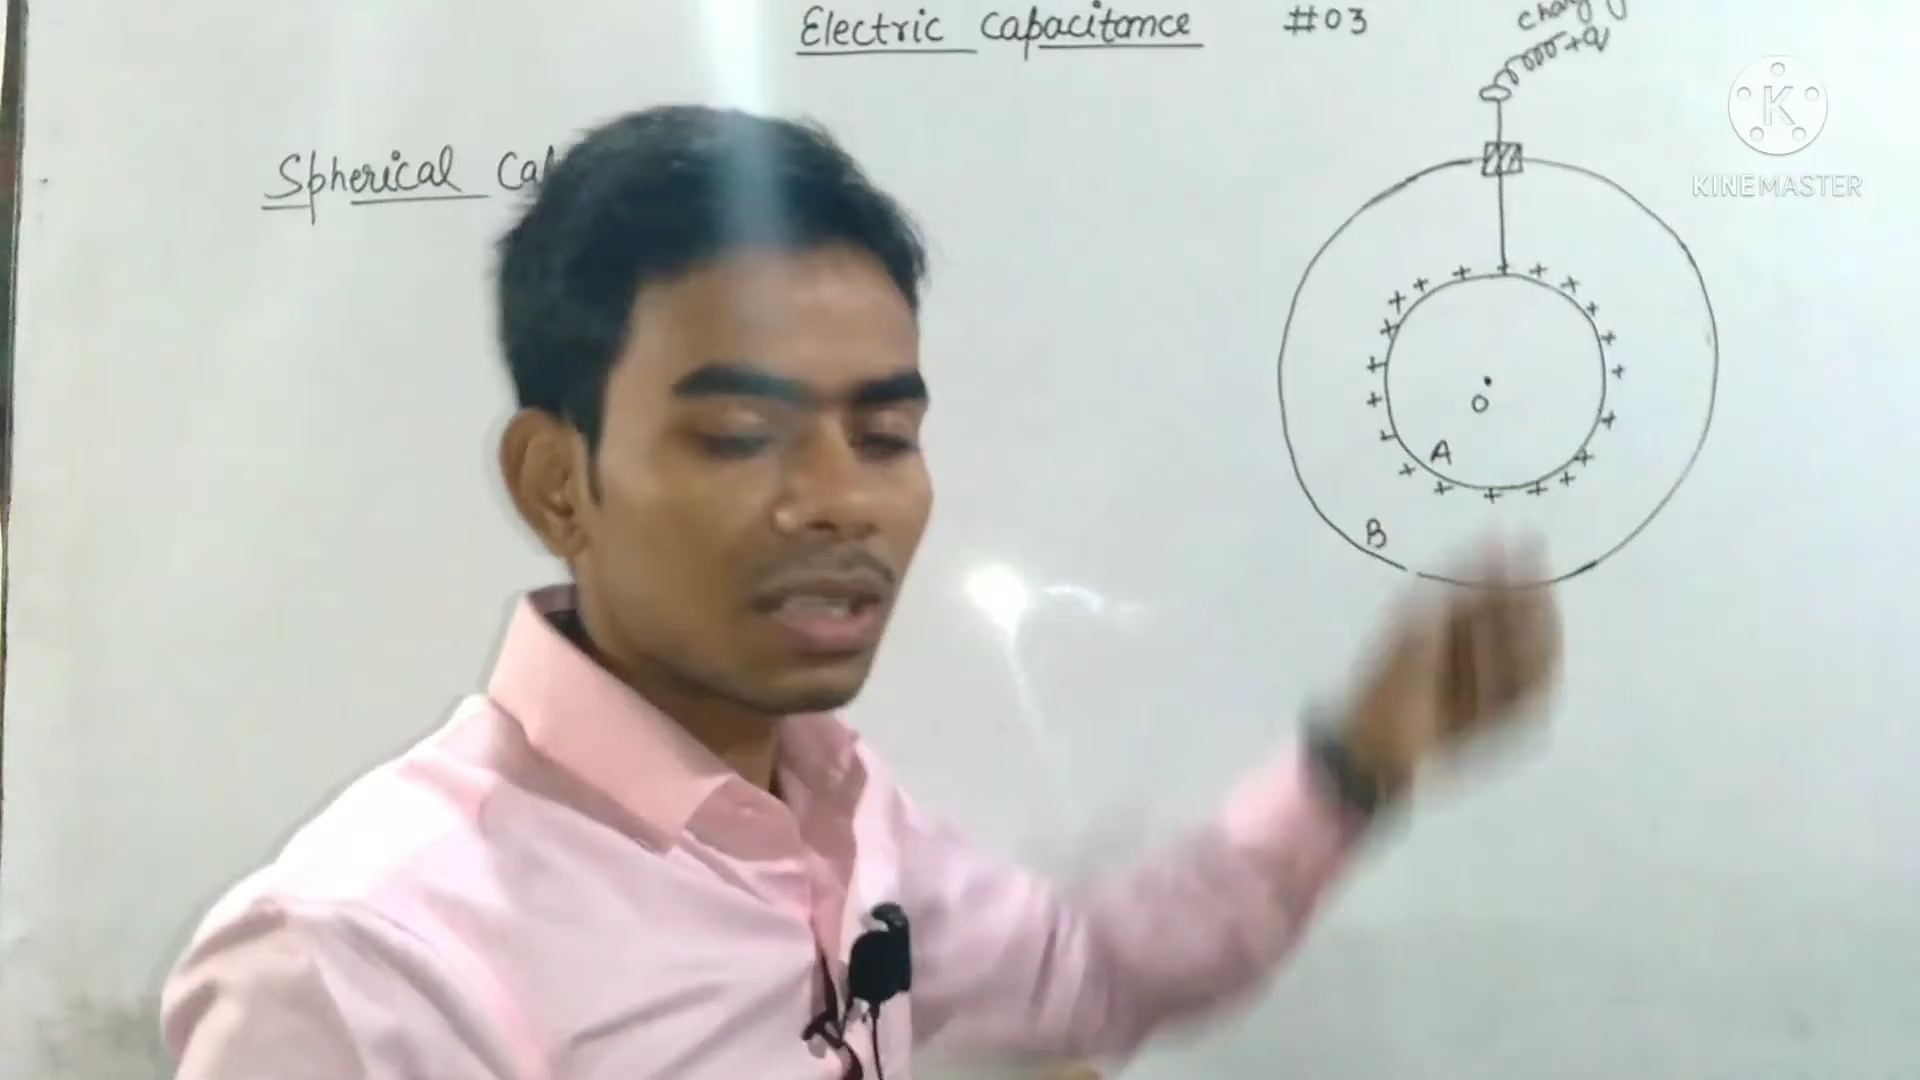 Electric Capacitance #03
+q
K
KINEMASTER
Spherical
O
A
B